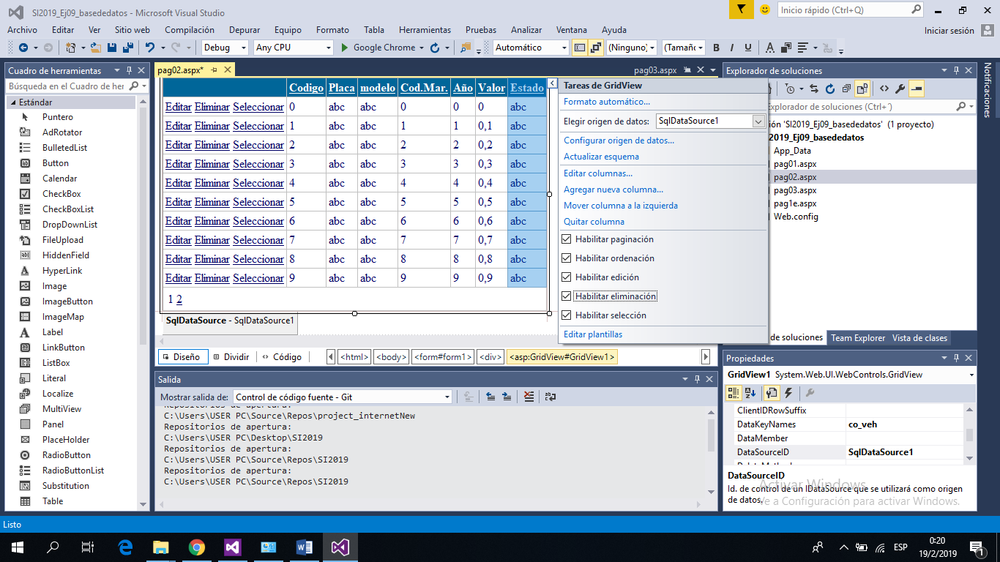 SI2019_Ej09_basededatos - Microsoft Visual Studio
Inicio rápido (Ctrl+Q)
Archivo Editar Ver Sitio web Compilación Depurar Equipo Formato Tabla Herramientas Pruebas Analizar Ventana Ayuda
Iniciar sesión
Debug Any CPU Google Chrome Automático (Ninguno) (Tamaño B I U A
Cuadro de herramientas
Búsqueda en el Cuadro de her
Estándar
Puntero
AdRotator
BulletedList
Button
Calendar
CheckBox
CheckBoxList
DropDownList
FileUpload
HiddenField
HyperLink
Image
ImageButton
ImageMap
Label
LinkButton
ListBox
Literal
Localize
MultiView
Panel
PlaceHolder
RadioButton
RadioButtonList
Substitution
Table
pag02.aspx* pag03.aspx
Codigo Placa modelo Cod.Mar. Año Valor Estado
Editar Eliminar Seleccionar 0 abc abc 0 0 0 abc
Editar Eliminar Seleccionar 1 abc abc 1 1 0,1 abc
Editar Eliminar Seleccionar 2 abc abc 2 2 0,2 abc
Editar Eliminar Seleccionar 3 abc abc 3 3 0,3 abc
Editar Eliminar Seleccionar 4 abc abc 4 4 0,4 abc
Editar Eliminar Seleccionar 5 abc abc 5 5 0,5 abc
Editar Eliminar Seleccionar 6 abc abc 6 6 0,6 abc
Editar Eliminar Seleccionar 7 abc abc 7 7 0,7 abc
Editar Eliminar Seleccionar 8 abc abc 8 8 0,8 abc
Editar Eliminar Seleccionar 9 abc abc 9 9 0,9 abc
1 2
SqlDataSource - SqlDataSource1
Tareas de GridView
Formato automático...
Elegir origen de datos: SqlDataSource1
Configurar origen de datos...
Actualizar esquema
Editar columnas...
Agregar nueva columna...
Mover columna a la izquierda
Quitar columna
Habilitar paginación
Habilitar ordenación
Habilitar edición
Habilitar eliminación
Habilitar selección
Editar plantillas
Diseño Dividir Código <html> <body> <form#form1> <div> <asp:GridView#GridView1>
Salida
Mostrar salida de: Control de código fuente - Git
Repositorios de apertura:
C:\Users\USER PC\Source\Repos\project_internetNew
Repositorios de apertura:
C:\Users\USER PC\Desktop\SI2019
Repositorios de apertura:
C:\Users\USER PC\Source\Repos\SI2019
Repositorios de apertura:
C:\Users\USER PC\Source\Repos\SI2019
Explorador de soluciones
xplorador de soluciones (Ctrl+´)
ión 'SI2019_Ej09_basededatos' (1 proyecto)
2019_Ej09_basededatos
App_Data
pag01.aspx
pag02.aspx
pag03.aspx
pag1e.aspx
Web.config
de soluciones Team Explorer Vista de clases
Notificaciones
Propiedades
GridView1 System.Web.UI.WebControls.GridView
ClientIDRowSuffix
DataKeyNames co_veh
DataMember
DataSourceID SqlDataSource1
DataSourceID
Id. de control de un IDataSource que se utilizará como origen
de datos.
Activar Windows
Ve a Configuración para activar Windows.
Listo
ESP
0:20
19/2/2019
1